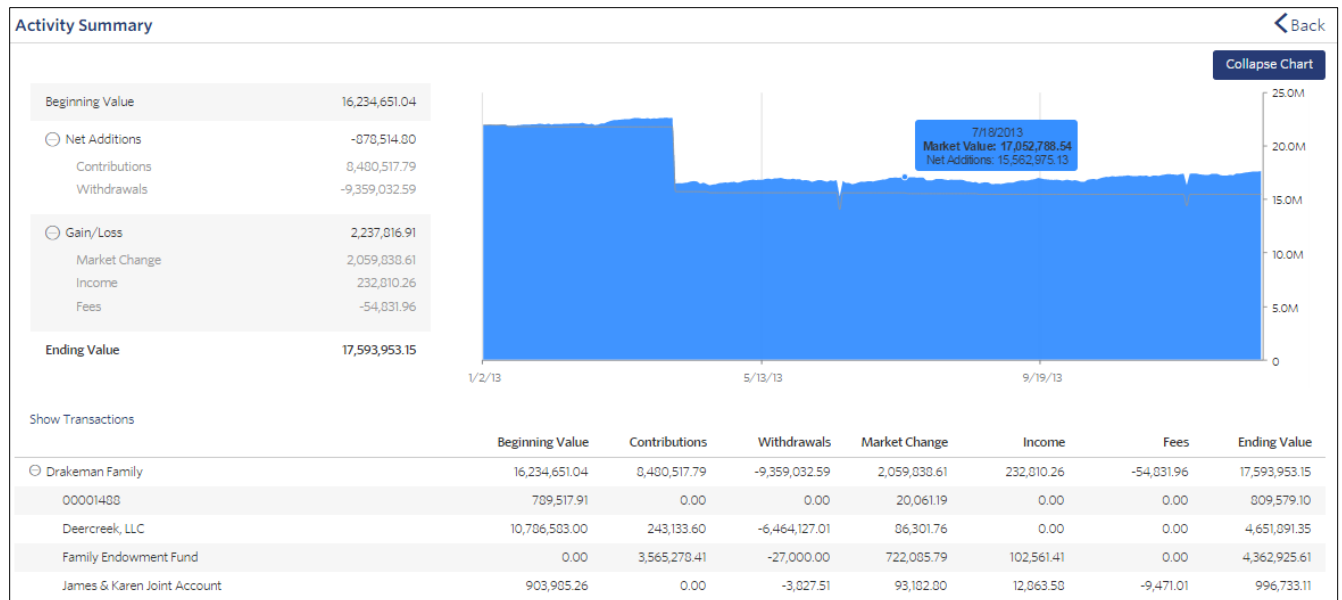 Activity Summary
Back
Collapse Chart
Beginning Value 16,234,651.04
Net Additions -878,514.80
Contributions 8,480,517.79
Withdrawals -9,359,032.59
Gain/Loss 2,237,816.91
Market Change 2,059,838.61
Income 232,810.26
Fees -54,831.96
Ending Value 17,593,953.15
7/18/2013
Market Value: 17,052,788.54
Net Additions: 15,562,975.13
25.0M
20.0M
15.0M
10.0M
5.0M
0
1/2/13 5/13/13 9/19/13
Show Transactions
Beginning Value Contributions Withdrawals Market Change Income Fees Ending Value
Drakeman Family 16,234,651.04 8,480,517.79 -9,359,032.59 2,059,838.61 232,810.26 -54,831.96 17,593,953.15
00001488 789,517.91 0.00 0.00 20,061.19 0.00 0.00 809,579.10
Deercreek, LLC 10,786,583.00 243,133.60 -6,464,127.01 86,301.76 0.00 0.00 4,651,891.35
Family Endowment Fund 0.00 3,565,278.41 -27,000.00 722,085.79 102,561.41 0.00 4,362,925.61
James & Karen Joint Account 903,985.26 0.00 -3,827.51 93,182.80 12,863.58 -9,471.01 996,733.11